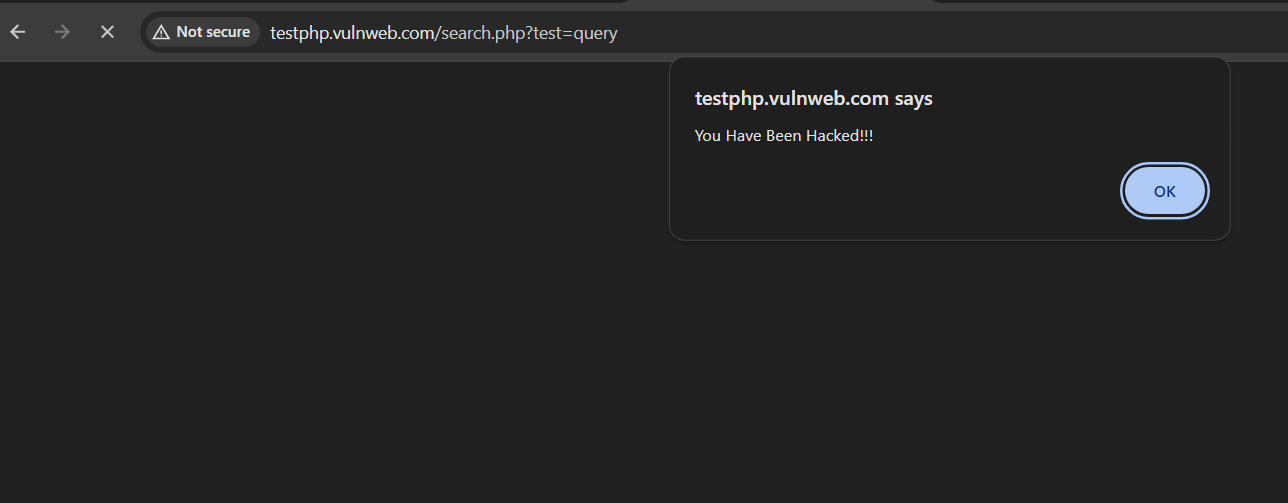 Not secure testphp.vulnweb.com/search.php?test=query
testphp.vulnweb.com says
You Have Been Hacked!!!
OK